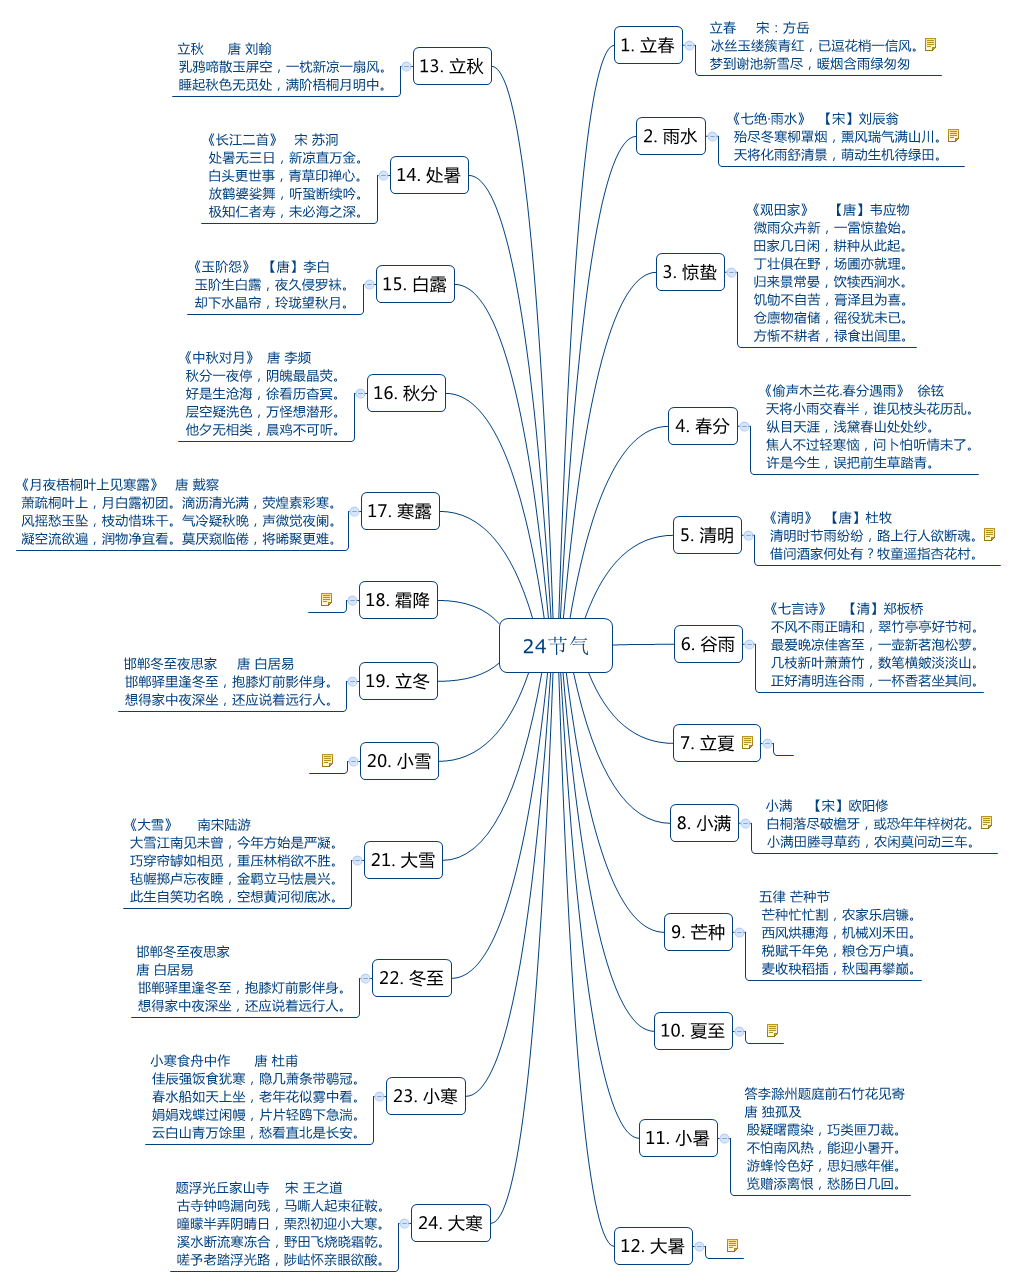 24节气
1. 立春
立春 宋：方岳
冰丝玉缕簇青红，已逗花梢一信风。
梦到谢池新雪尽，暖烟含雨绿匆匆
2. 雨水
《七绝·雨水》 【宋】刘辰翁
殆尽冬寒柳罩烟，熏风瑞气满山川。
天将化雨舒清景，萌动生机待绿田。
3. 惊蛰
《观田家》 【唐】韦应物
微雨众卉新，一雷惊蛰始。
田家几日闲，耕种从此起。
丁壮俱在野，场圃亦就理。
归来景常晏，饮犊西涧水。
饥劬不自苦，膏泽且为喜。
仓廪物宿储，徭役犹未已。
方惭不耕者，禄食出闾里。
4. 春分
《偷声木兰花.春分遇雨》 徐铉
天将小雨交春半，谁见枝头花历乱。
纵目天涯，浅黛春山处处纱。
焦人不过轻寒恼，问卜怕听情未了。
许是今生，误把前生草踏青。
5. 清明
《清明》 【唐】杜牧
清明时节雨纷纷，路上行人欲断魂。
借问酒家何处有？牧童遥指杏花村。
6. 谷雨
《七言诗》 【清】郑板桥
不风不雨正晴和，翠竹亭亭好节柯。
最爱晚凉佳客至，一壶新茗泡松萝。
几枝新叶萧萧竹，数笔横皴淡淡山。
正好清明连谷雨，一杯香茗坐其间。
7. 立夏
8. 小满
小满 【宋】欧阳修
白桐落尽破檐牙，或恐年年梓树花。
小满田塍寻草药，农闲莫问动三车。
9. 芒种
五律 芒种节
芒种忙忙割，农家乐启镰。
西风烘穗海，机械刈禾田。
税赋千年免，粮仓万户填。
麦收秧稻插，秋囤再攀巅。
10. 夏至
11. 小暑
答李滁州题庭前石竹花见寄
唐 独孤及
殷疑曙霞染，巧类匣刀裁。
不怕南风热，能迎小暑开。
游蜂怜色好，思妇感年催。
览赠添离恨，愁肠日几回。
12. 大暑
13. 立秋
立秋 唐 刘翰
乳鸦啼散玉屏空，一枕新凉一扇风。
睡起秋色无觅处，满阶梧桐月明中。
14. 处暑
《长江二首》 宋 苏泂
处暑无三日，新凉直万金。
白头更世事，青草印禅心。
放鹤婆娑舞，听蛩断续吟。
极知仁者寿，未必海之深。
15. 白露
《玉阶怨》 【唐】李白
玉阶生白露，夜久侵罗袜。
却下水晶帘，玲珑望秋月。
16. 秋分
《中秋对月》 唐 李频
秋分一夜停，阴魄最晶荧。
好是生沧海，徐看历杳冥。
层空疑洗色，万怪想潜形。
他夕无相类，晨鸡不可听。
17. 寒露
《月夜梧桐叶上见寒露》 唐 戴察
萧疏桐叶上，月白露初团。滴沥清光满，荧煌素彩寒。
风摇愁玉坠，枝动惜珠干。气冷疑秋晚，声微觉夜阑。
凝空流欲遍，润物净宜看。莫厌窥临倦，将晞聚更难。
18. 霜降
19. 立冬
邯郸冬至夜思家 唐 白居易
邯郸驿里逢冬至，抱膝灯前影伴身。
想得家中夜深坐，还应说着远行人。
20. 小雪
21. 大雪
《大雪》 南宋陆游
大雪江南见未曾，今年方始是严凝。
巧穿帘罅如相觅，重压林梢欲不胜。
毡幄掷卢忘夜睡，金羁立马怯晨兴。
此生自笑功名晚，空想黄河彻底冰。
22. 冬至
邯郸冬至夜思家
唐 白居易
邯郸驿里逢冬至，抱膝灯前影伴身。
想得家中夜深坐，还应说着远行人。
23. 小寒
小寒食舟中作 唐 杜甫
佳辰强饭食犹寒，隐几萧条带鹖冠。
春水船如天上坐，老年花似雾中看。
娟娟戏蝶过闲幔，片片轻鸥下急湍。
云白山青万馀里，愁看直北是长安。
24. 大寒
题浮光丘家山寺 宋 王之道
古寺钟鸣漏向残，马嘶人起束征鞍。
曈曚半弄阴晴日，栗烈初迎小大寒。
溪水断流寒冻合，野田飞烧晓霜乾。
嗟予老踏浮光路，陟岵怀亲眼欲酸。